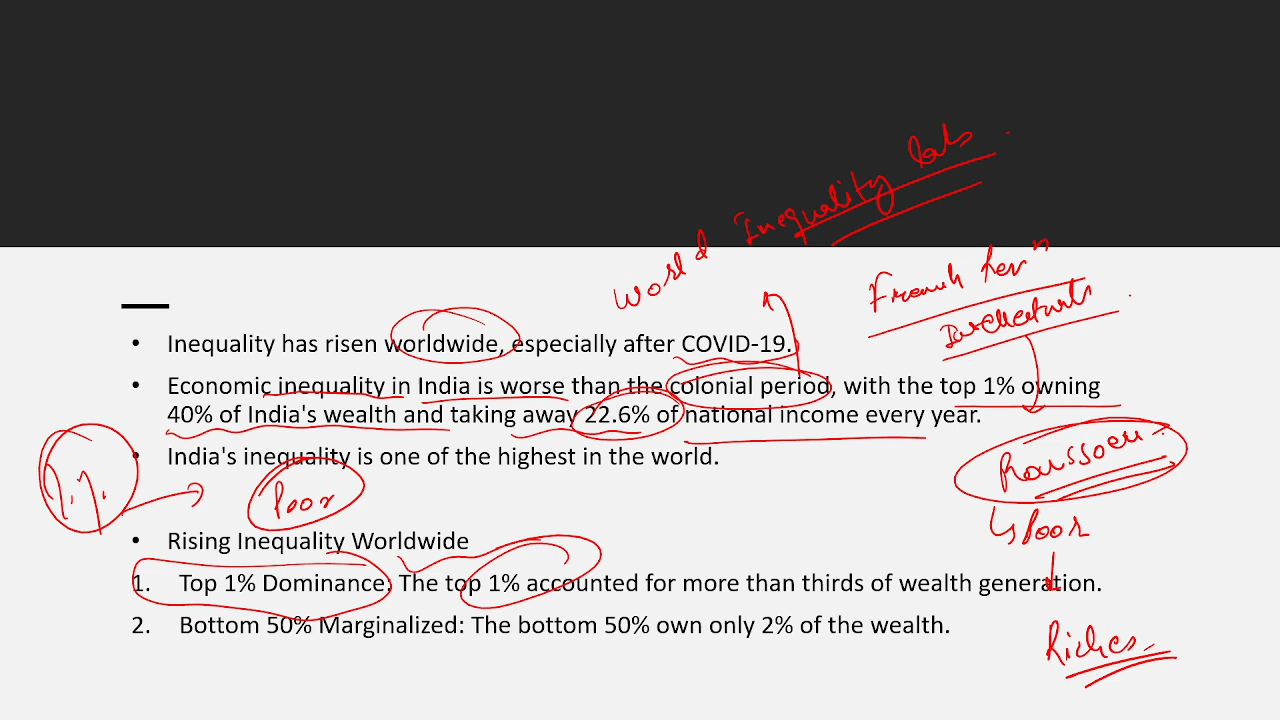 World Inequality Lab
French Revn
Intellectuals
• Inequality has risen worldwide, especially after COVID-19.
• Economic inequality in India is worse than the colonial period, with the top 1% owning
40% of India's wealth and taking away 22.6% of national income every year.
• India's inequality is one of the highest in the world.
Poor
Poor
• Rising Inequality Worldwide
1. Top 1% Dominance: The top 1% accounted for more than thirds of wealth generation.
2. Bottom 50% Marginalized: The bottom 50% own only 2% of the wealth.
Riches